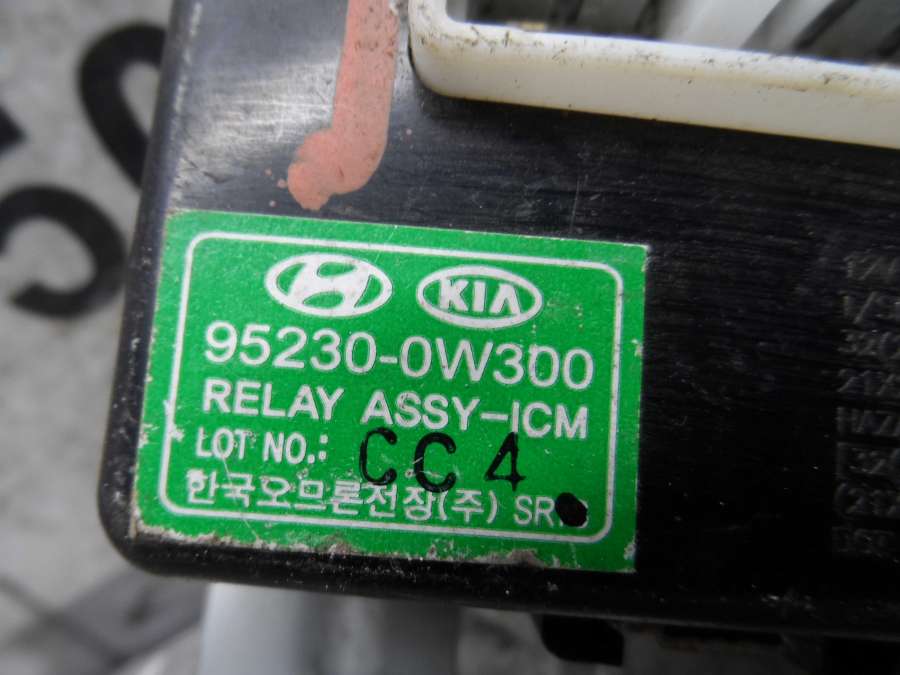 KIA
95230-0W300
RELAY ASSY-ICM
LOT NO.: CC4
한국오므론전장(주) SR